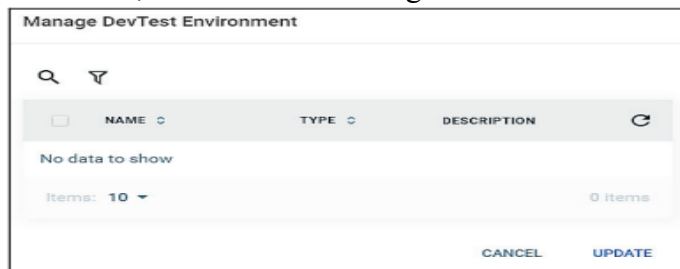 Manage DevTest Environment
NAME TYPE DESCRIPTION
No data to show
Items: 10 0 Items
CANCEL UPDATE